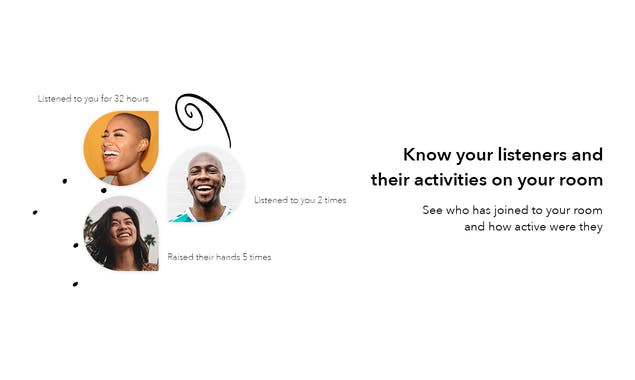 Listened to you for 32 hours
Listened to you 2 times
Raised their hands 5 times
Know your listeners and
their activities on your room
See who has joined to your room
and how active were they